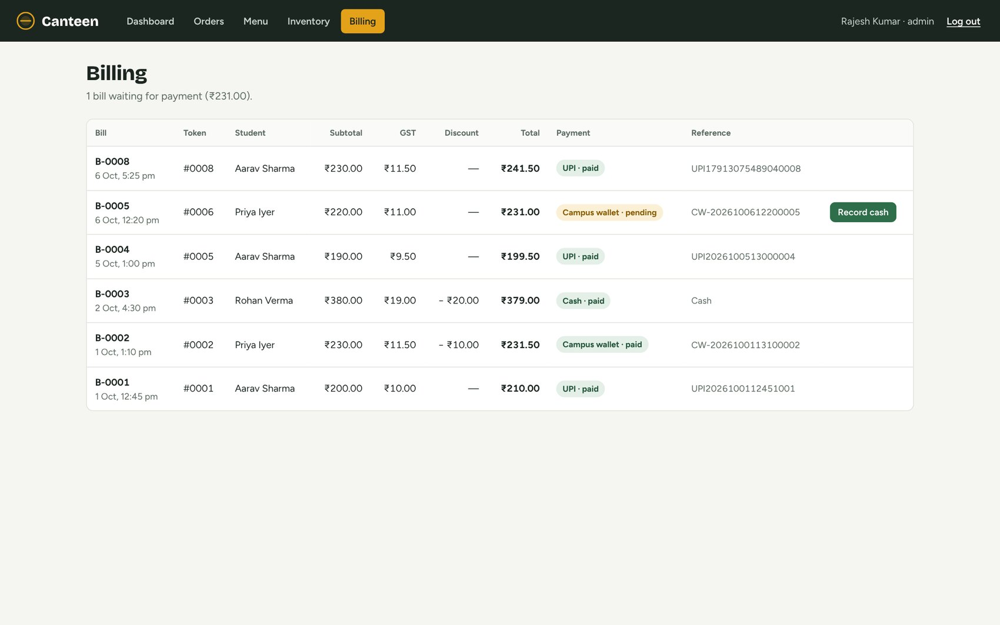 Canteen Dashboard Orders Menu Inventory Billing Rajesh Kumar · admin Log out
Billing
1 bill waiting for payment (₹231.00).
Bill Token Student Subtotal GST Discount Total Payment Reference
B-0008
6 Oct, 5:25 pm
#0008 Aarav Sharma ₹230.00 ₹11.50 — ₹241.50 UPI · paid UPI17913075489040008
B-0005
6 Oct, 12:20 pm
#0006 Priya Iyer ₹220.00 ₹11.00 — ₹231.00 Campus wallet · pending CW-2026100612200005 Record cash
B-0004
5 Oct, 1:00 pm
#0005 Aarav Sharma ₹190.00 ₹9.50 — ₹199.50 UPI · paid UPI2026100513000004
B-0003
2 Oct, 4:30 pm
#0003 Rohan Verma ₹380.00 ₹19.00 − ₹20.00 ₹379.00 Cash · paid Cash
B-0002
1 Oct, 1:10 pm
#0002 Priya Iyer ₹230.00 ₹11.50 − ₹10.00 ₹231.50 Campus wallet · paid CW-2026100113100002
B-0001
1 Oct, 12:45 pm
#0001 Aarav Sharma ₹200.00 ₹10.00 — ₹210.00 UPI · paid UPI2026100112451001